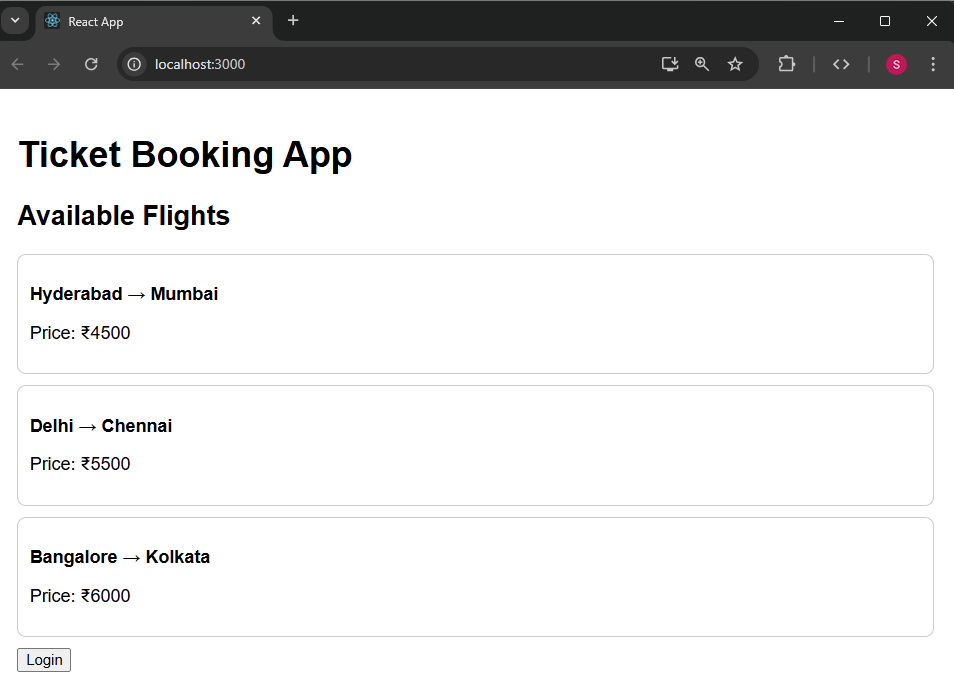 React App
localhost:3000
S
Ticket Booking App
Available Flights
Hyderabad → Mumbai
Price: ₹4500
Delhi → Chennai
Price: ₹5500
Bangalore → Kolkata
Price: ₹6000
Login